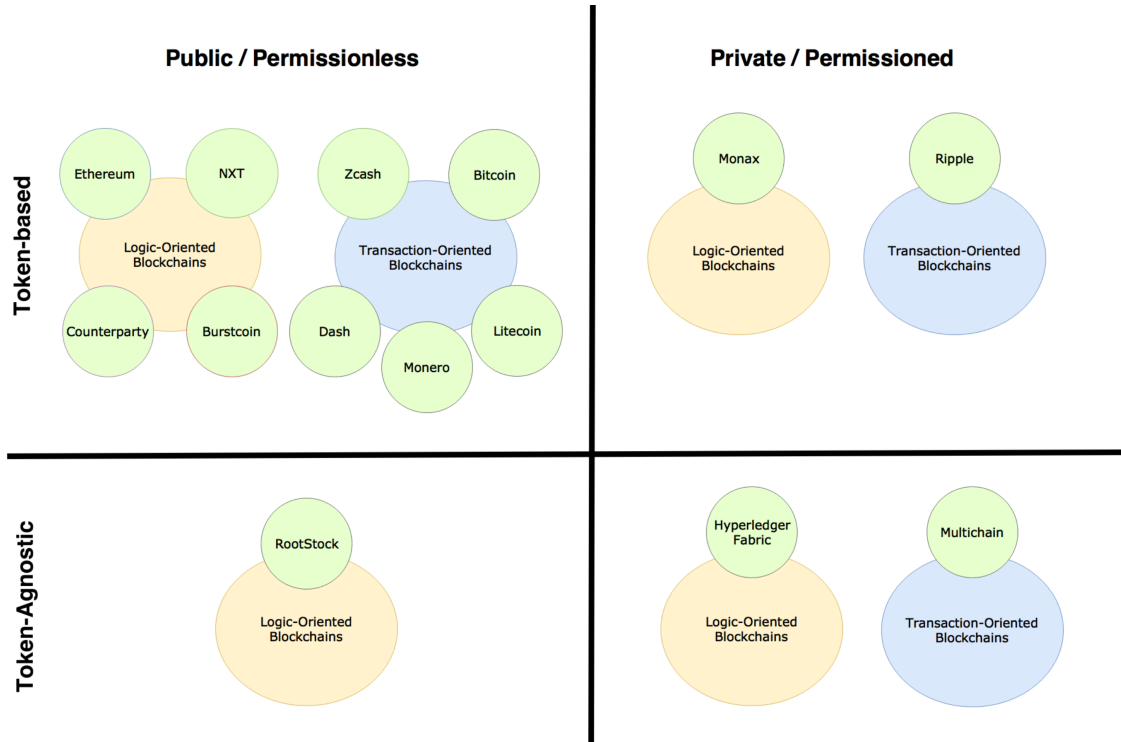 Public / Permissionless
Private / Permissioned
Token-based
Ethereum
NXT
Logic-Oriented
Blockchains
Counterparty
Burstcoin
Zcash
Bitcoin
Transaction-Oriented
Blockchains
Dash
Monero
Litecoin
Monax
Logic-Oriented
Blockchains
Ripple
Transaction-Oriented
Blockchains
Token-Agnostic
RootStock
Logic-Oriented
Blockchains
Hyperledger
Fabric
Logic-Oriented
Blockchains
Multichain
Transaction-Oriented
Blockchains